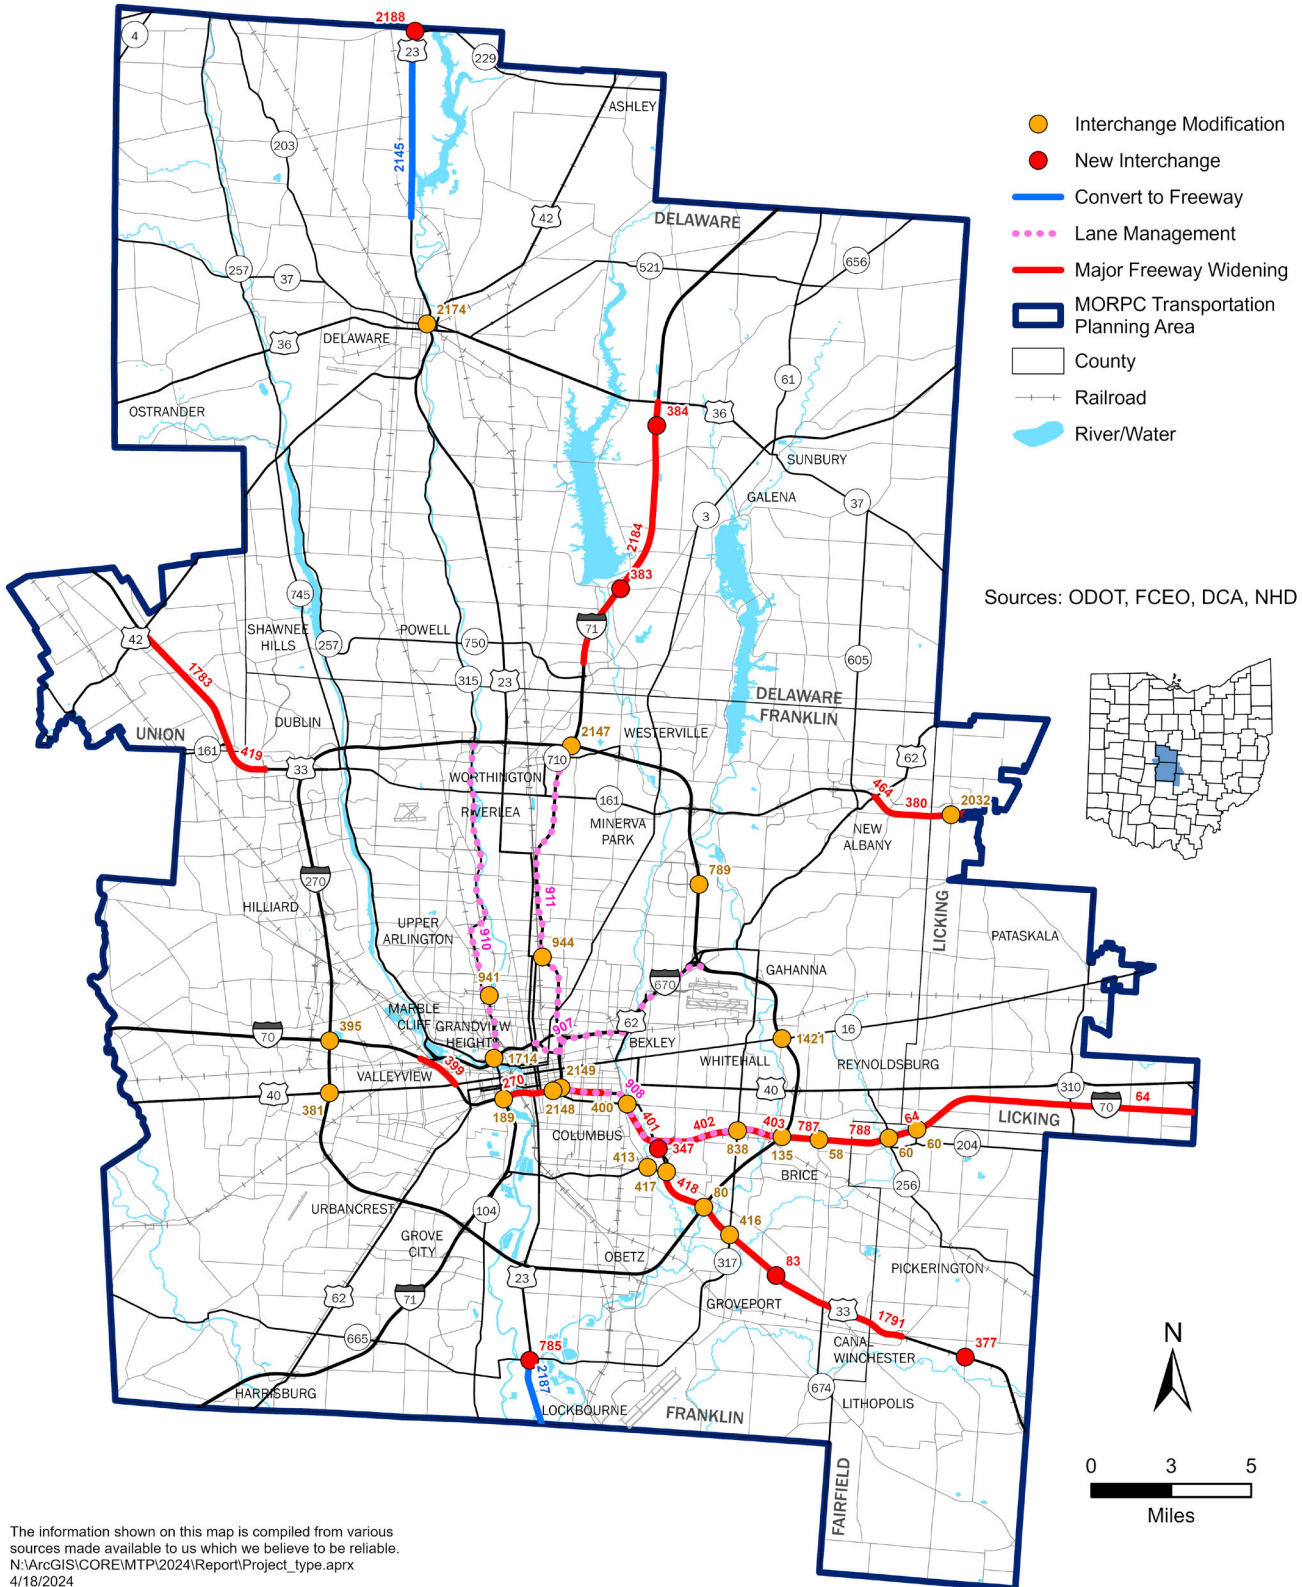 2188
4
23
229
ASHLEY
203
2145
42
DELAWARE
257
37
521
656
2174
36
DELAWARE
61
OSTRANDER
384
36
SUNBURY
GALENA
37
3
2184
383
745
71
SHAWNEE
HILLS
257
POWELL
750
42
315
23
605
1783
DELAWARE
FRANKLIN
DUBLIN
UNION
161
419
33
2147
WESTERVILLE
710
62
WORTHINGTON
161
464
380
2032
RIVERLEA
MINERVA
PARK
NEW
ALBANY
270
789
HILLIARD
911
UPPER
ARLINGTON
910
LICKING
PATASKALA
944
GAHANNA
941
670
MARBLE
CLIFF
GRANDVIEW
HEIGHTS
395
70
907
62
BEXLEY
16
1421
WHITEHALL
REYNOLDSBURG
1714
399
VALLEYVIEW
270
2149
908
40
40
310
70
64
LICKING
381
189
2148
400
401
COLUMBUS
402
403
787
788
64
347
838
135
58
60
60
204
413
417
418
BRICE
256
80
URBANCREST
104
GROVE
CITY
416
OBETZ
317
PICKERINGTON
23
83
62
71
GROVEPORT
33
1791
665
CANAL
WINCHESTER
377
785
2187
674
LITHOPOLIS
HARRISBURG
LOCKBOURNE
FRANKLIN
FAIRFIELD
Interchange Modification
New Interchange
Convert to Freeway
Lane Management
Major Freeway Widening
MORPC Transportation
Planning Area
County
Railroad
River/Water
Sources: ODOT, FCEO, DCA, NHD
N
0 3 5
Miles
The information shown on this map is compiled from various
sources made available to us which we believe to be reliable.
N:\ArcGIS\CORE\MTP\2024\Report\Project_type.aprx
4/18/2024